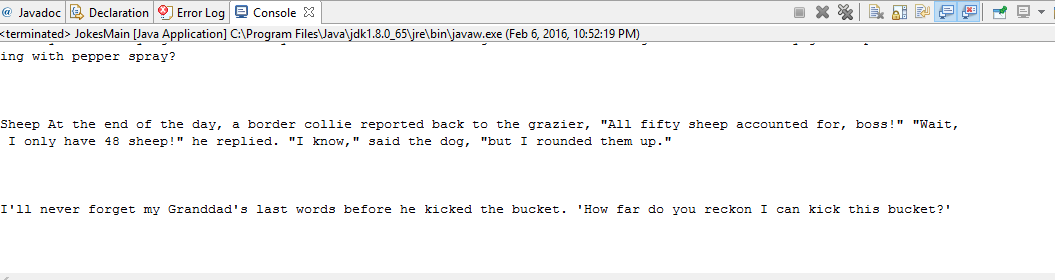 @ Javadoc Declaration Error Log Console
<terminated> JokesMain [Java Application] C:\Program Files\Java\jdk1.8.0_65\jre\bin\javaw.exe (Feb 6, 2016, 10:52:19 PM)
ing with pepper spray?
Sheep At the end of the day, a border collie reported back to the grazier, "All fifty sheep accounted for, boss!" "Wait,
I only have 48 sheep!" he replied. "I know," said the dog, "but I rounded them up."
I'll never forget my Granddad's last words before he kicked the bucket. 'How far do you reckon I can kick this bucket?'